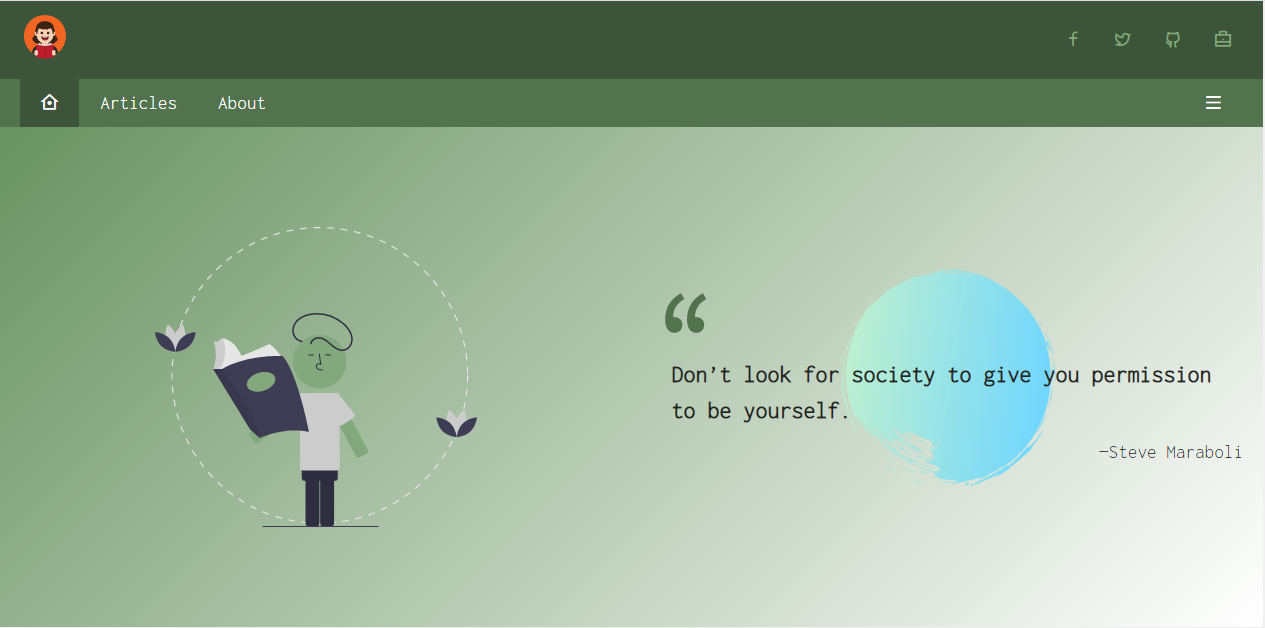 Articles
About
“
Don’t look for society to give you permission
to be yourself.
—Steve Maraboli